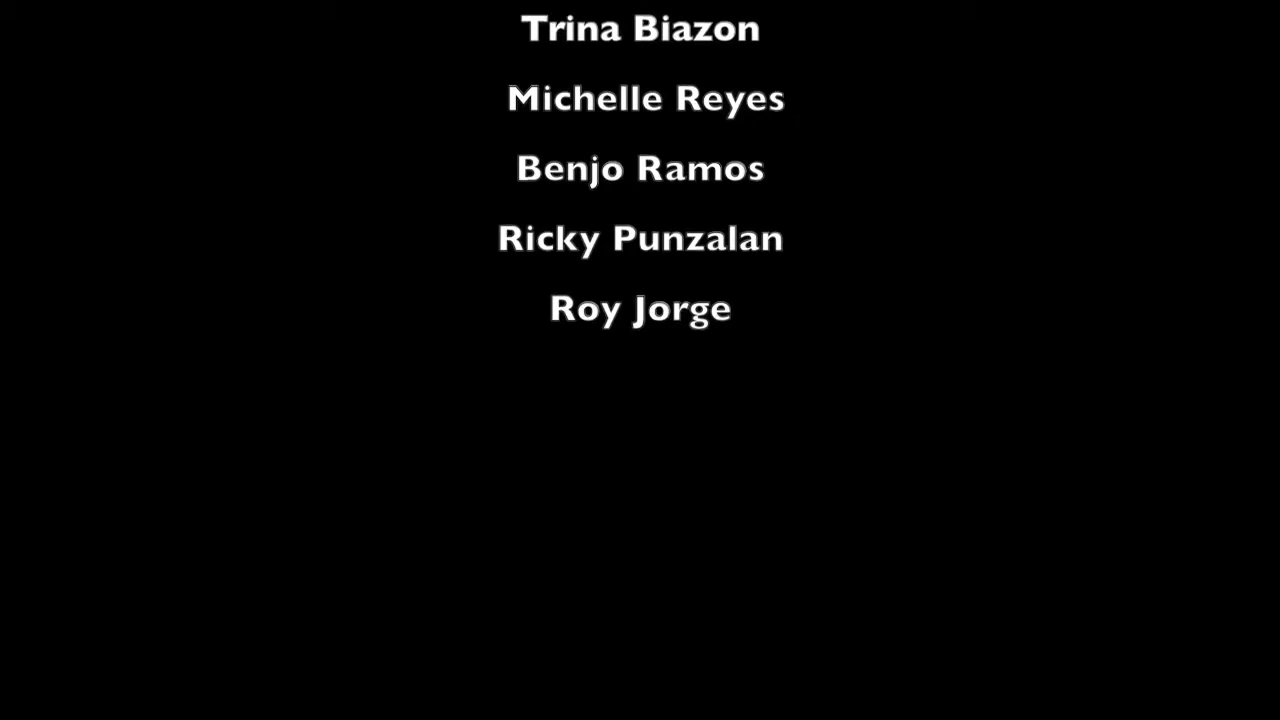 Trina Biazon
Michelle Reyes
Benjo Ramos
Ricky Punzalan
Roy Jorge